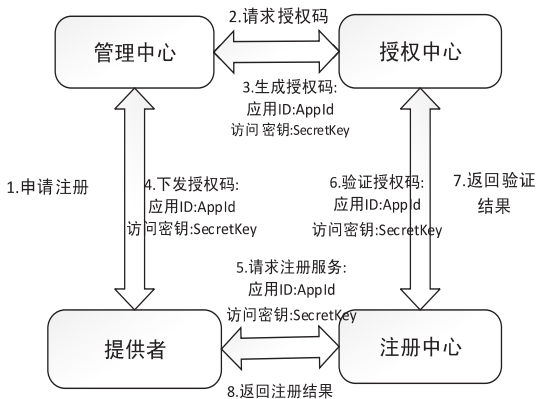 2.请求授权码
管理中心
授权中心
3.生成授权码:
应用ID:AppId
访问密钥:SecretKey
1.申请注册
4.下发授权码:
应用ID:AppId
访问密钥:SecretKey
6.验证授权码:
应用ID:AppId
访问密钥:SecretKey
7.返回验证
结果
5.请求注册服务:
应用ID:AppId
访问密钥:SecretKey
提供者
注册中心
8.返回注册结果